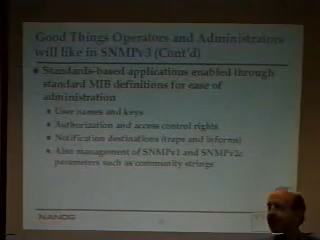 Good Things Operators and Administrators
will like in SNMPv3 (Cont'd)
Standards-based applications enabled through
standard MIB definitions for ease of
administration
User names and keys
Authorization and access control rights
Notification destinations (traps and informs)
Also management of SNMPv1 and SNMPv2c
parameters such as community strings
NANOG